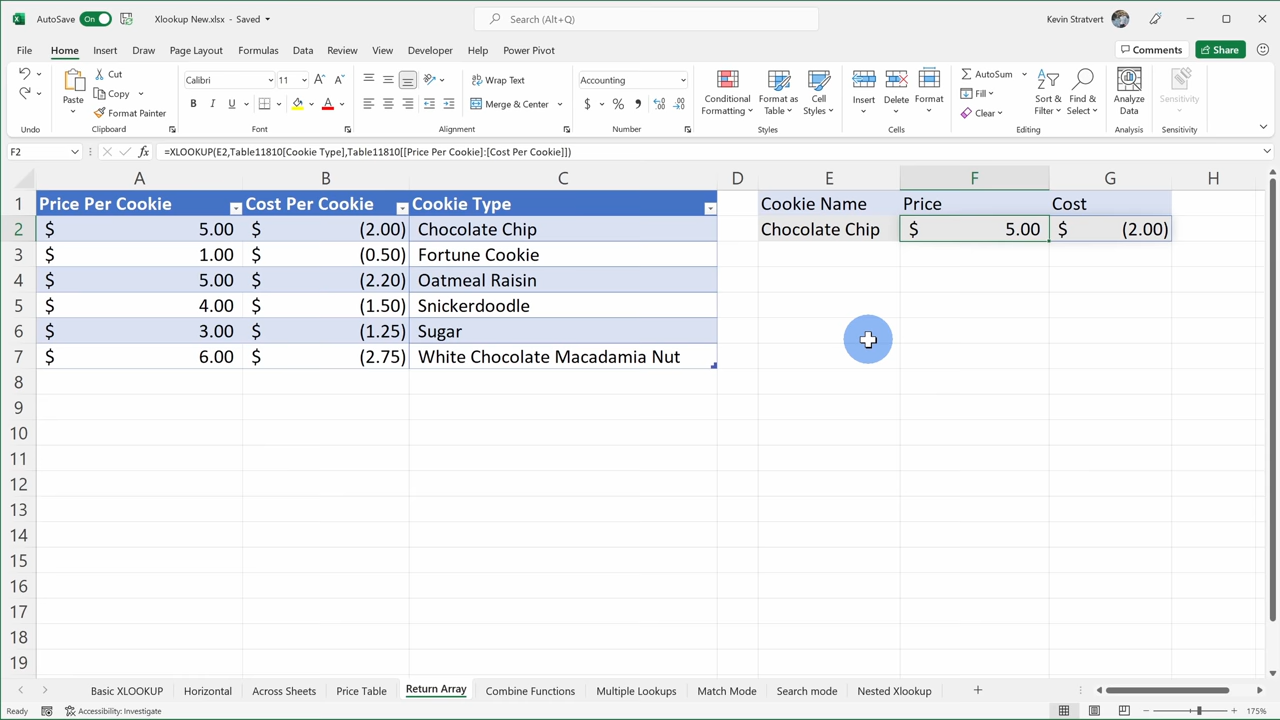 AutoSave On Xlookup New.xlsx - Saved Search (Alt+Q) Kevin Stratvert
File Home Insert Draw Page Layout Formulas Data Review View Developer Help Power Pivot Comments Share
Undo
Paste
Cut
Copy
Format Painter
Clipboard
Calibri 11
B I U A
Font
Wrap Text
Merge & Center
Alignment
Accounting
$ % ,
Number
Conditional Formatting
Format as Table
Cell Styles
Styles
Insert
Delete
Format
Cells
AutoSum
Fill
Clear
Sort & Filter
Find & Select
Editing
Analyze Data
Analysis
Sensitivity
Sensitivity
F2 fx =XLOOKUP(E2,Table11810[Cookie Type],Table11810[[Price Per Cookie]:[Cost Per Cookie]])
A B C D E F G H
1 Price Per Cookie Cost Per Cookie Cookie Type Cookie Name Price Cost
2 $ 5.00 $ (2.00) Chocolate Chip Chocolate Chip $ 5.00 $ (2.00)
3 $ 1.00 $ (0.50) Fortune Cookie
4 $ 5.00 $ (2.20) Oatmeal Raisin
5 $ 4.00 $ (1.50) Snickerdoodle
6 $ 3.00 $ (1.25) Sugar
7 $ 6.00 $ (2.75) White Chocolate Macadamia Nut
8
9
10
11
12
13
14
15
16
17
18
19
Basic XLOOKUP Horizontal Across Sheets Price Table Return Array Combine Functions Multiple Lookups Match Mode Search mode Nested Xlookup
Ready Accessibility: Investigate 175%